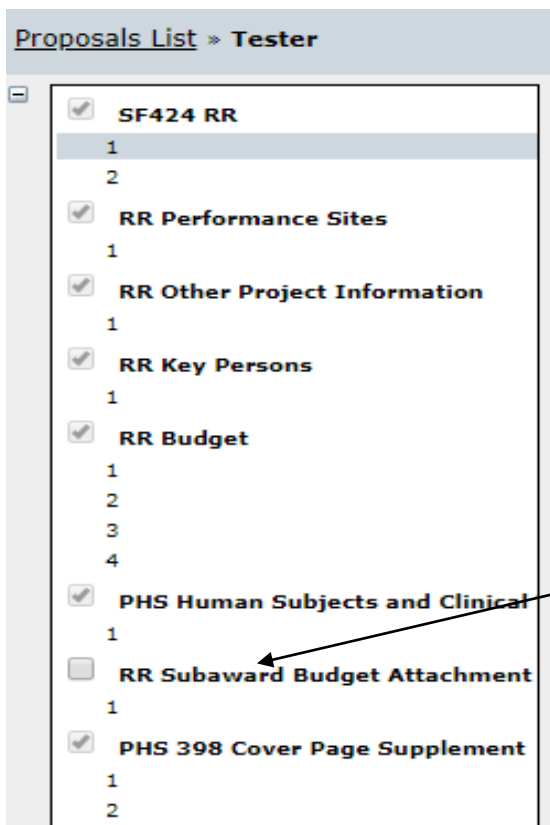 Proposals List » Tester
SF424 RR
1
2
RR Performance Sites
1
RR Other Project Information
1
RR Key Persons
1
RR Budget
1
2
3
4
PHS Human Subjects and Clinical
1
RR Subaward Budget Attachment
1
PHS 398 Cover Page Supplement
1
2